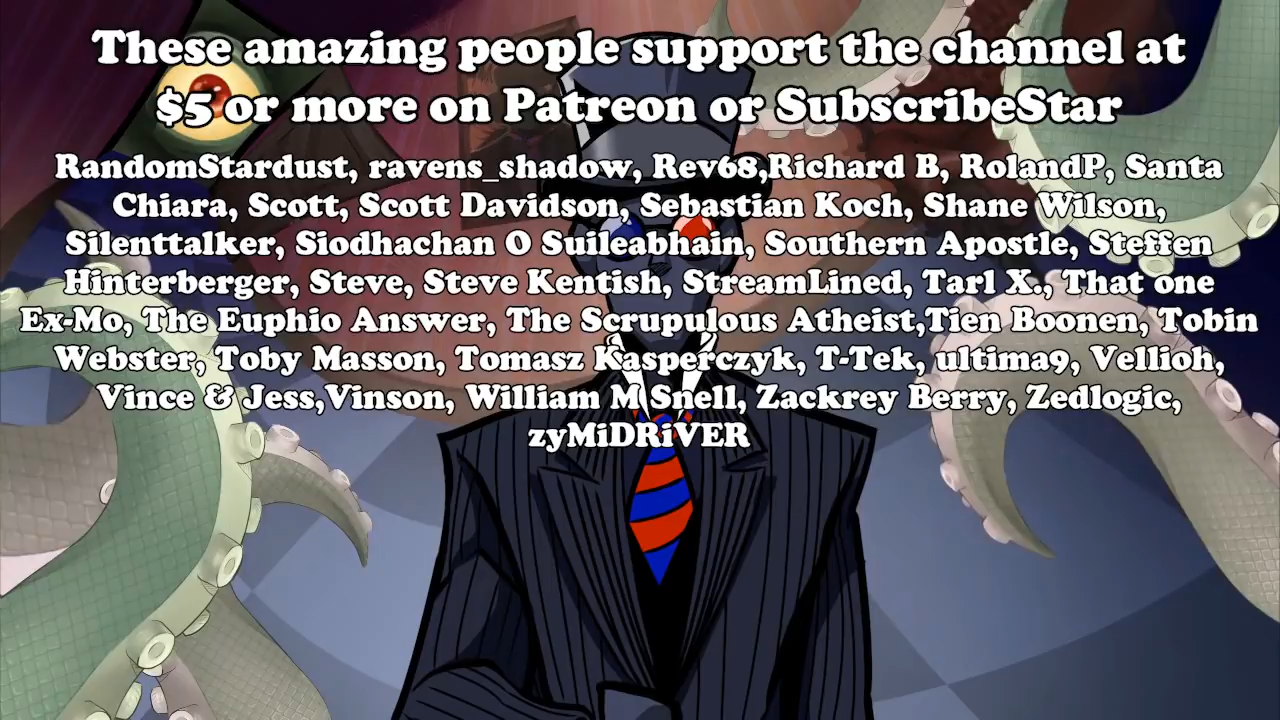 These amazing people support the channel at
$5 or more on Patreon or SubscribeStar
RandomStardust, ravens_shadow, Rev68,Richard B, RolandP, Santa
Chiara, Scott, Scott Davidson, Sebastian Koch, Shane Wilson,
Silenttalker, Siodhachan O Suileabhain, Southern Apostle, Steffen
Hinterberger, Steve, Steve Kentish, StreamLined, Tarl X., That one
Ex-Mo, The Euphio Answer, The Scrupulous Atheist,Tien Boonen, Tobin
Webster, Toby Masson, Tomasz Kasperczyk, T-Tek, ultima9, Vellioh,
Vince & Jess,Vinson, William M Snell, Zackrey Berry, Zedlogic,
zyMiDRiVER